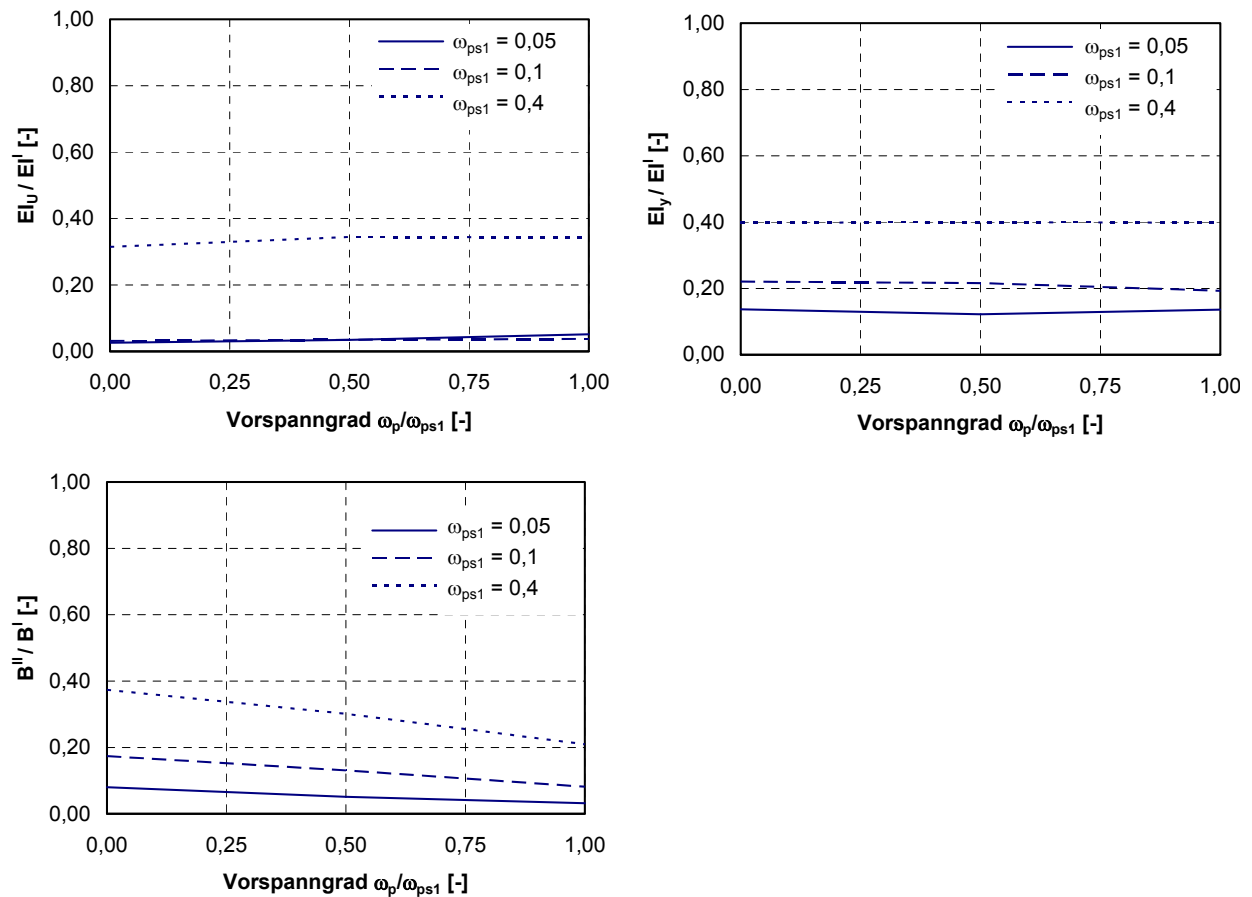 1,00
0,80
0,60
0,40
0,20
0,00
EI_U / EI^I [-]
ω_ps1 = 0,05
ω_ps1 = 0,1
ω_ps1 = 0,4
0,00 0,25 0,50 0,75 1,00
Vorspanngrad ω_p/ω_ps1 [-]
1,00
0,80
0,60
0,40
0,20
0,00
EI_y / EI^I [-]
ω_ps1 = 0,05
ω_ps1 = 0,1
ω_ps1 = 0,4
0,00 0,25 0,50 0,75 1,00
Vorspanngrad ω_p/ω_ps1 [-]
1,00
0,80
0,60
0,40
0,20
0,00
B^II / B^I [-]
ω_ps1 = 0,05
ω_ps1 = 0,1
ω_ps1 = 0,4
0,00 0,25 0,50 0,75 1,00
Vorspanngrad ω_p/ω_ps1 [-]